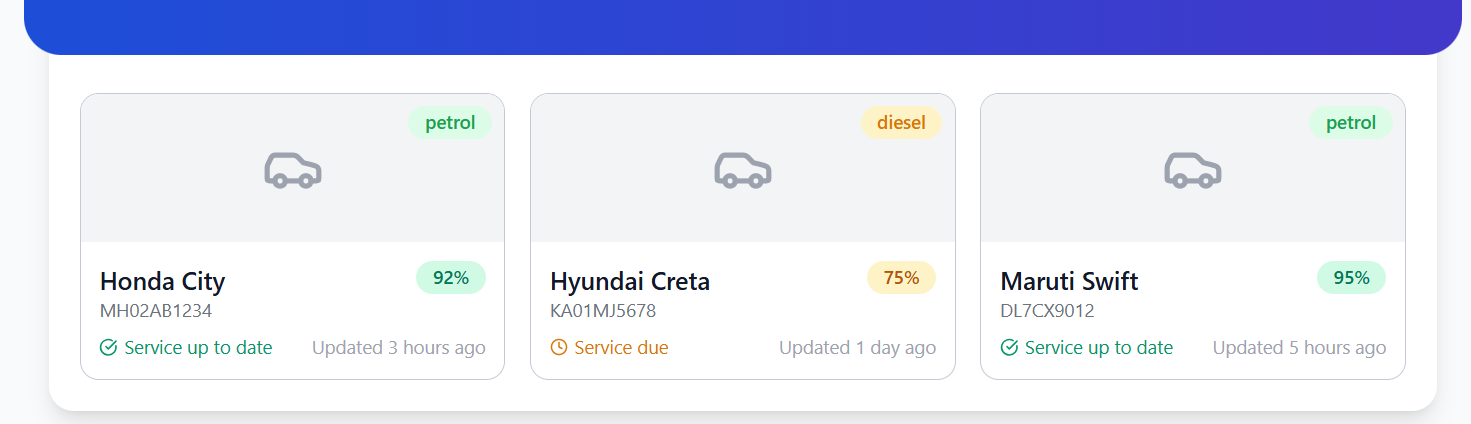 petrol
Honda City 92%
MH02AB1234
Service up to date Updated 3 hours ago
diesel
Hyundai Creta 75%
KA01MJ5678
Service due Updated 1 day ago
petrol
Maruti Swift 95%
DL7CX9012
Service up to date Updated 5 hours ago